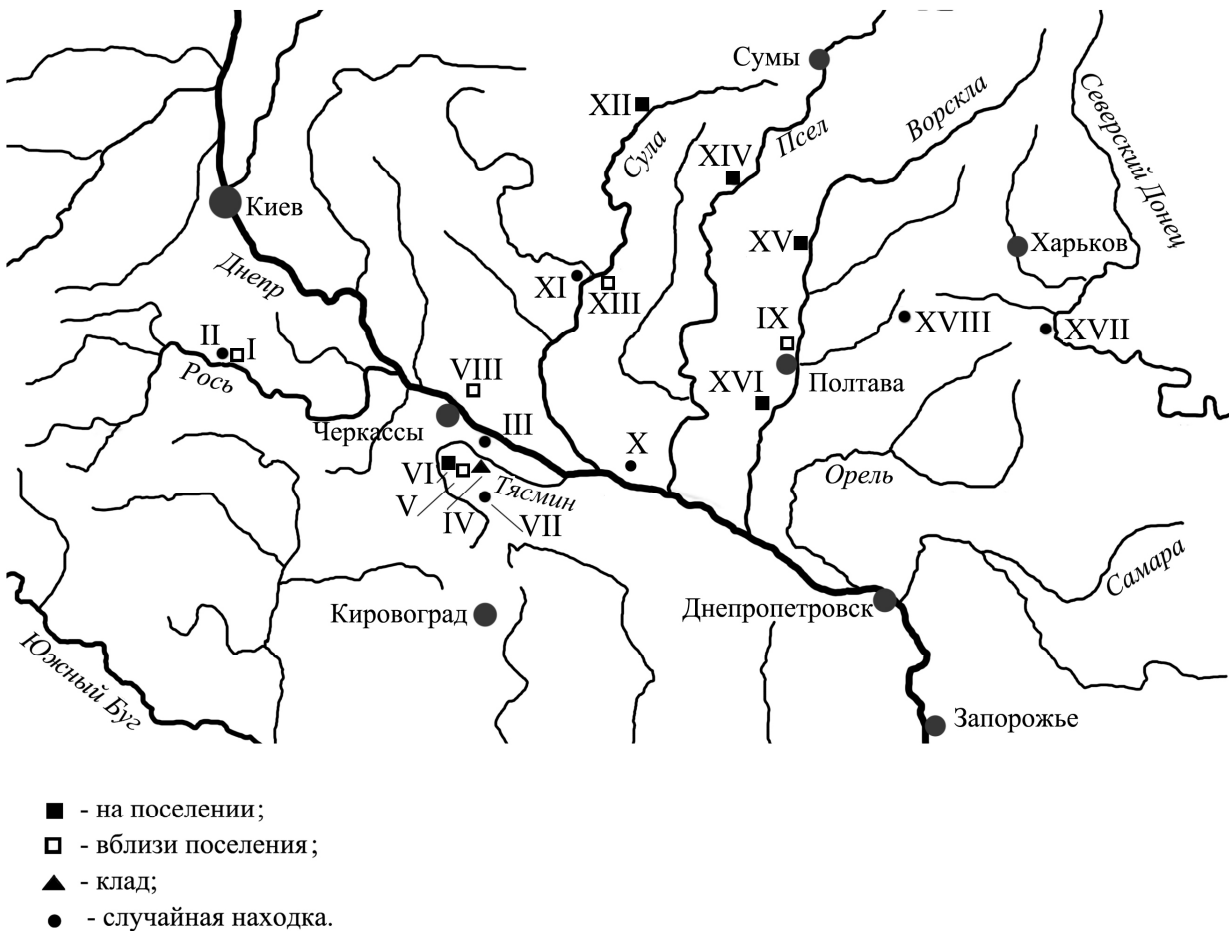 Сумы
XII
Сула
Псел
Ворскла
Северский Донец
XIV
Киев
Днепр
XV
Харьков
XI
XIII
II
I
Рось
IX
XVIII
XVII
VIII
XVI
Полтава
Черкассы
III
X
VI
V
IV
VII
Тясмин
Орель
Самара
Кировоград
Днепропетровск
Южный Буг
Запорожье
- на поселении;
- вблизи поселения;
- клад;
- случайная находка.